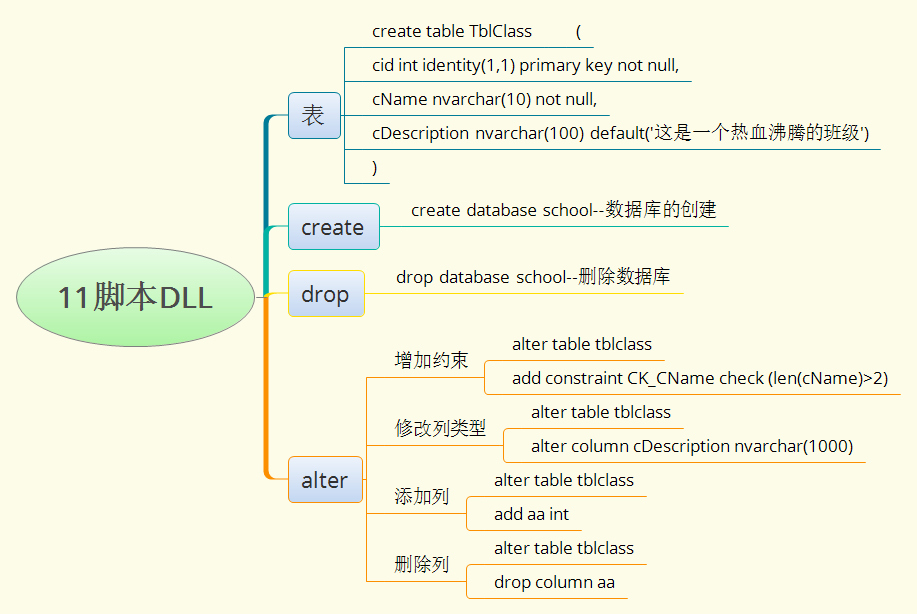 11脚本DLL
表
create table TblClass (
cid int identity(1,1) primary key not null,
cName nvarchar(10) not null,
cDescription nvarchar(100) default('这是一个热血沸腾的班级')
)
create
create database school--数据库的创建
drop
drop database school--删除数据库
alter
增加约束
alter table tblclass
add constraint CK_CName check (len(cName)>2)
修改列类型
alter table tblclass
alter column cDescription nvarchar(1000)
添加列
alter table tblclass
add aa int
删除列
alter table tblclass
drop column aa